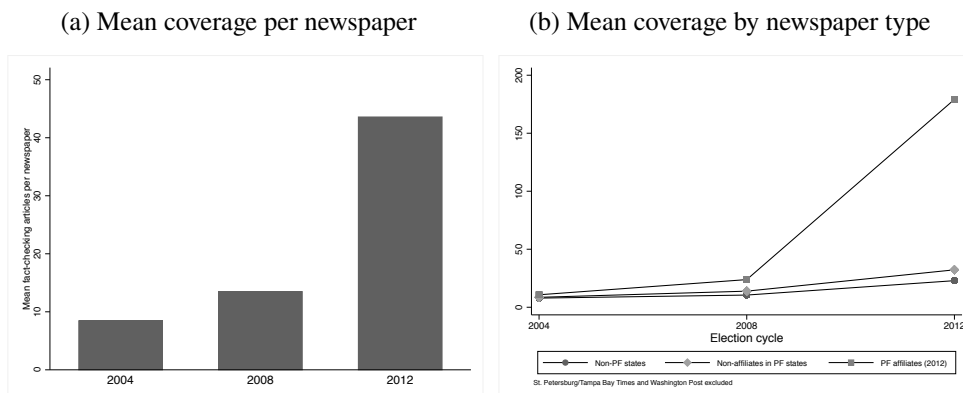 (a) Mean coverage per newspaper
Mean fact-checking articles per newspaper
50
40
30
20
10
0
2004 2008 2012
(b) Mean coverage by newspaper type
200
150
100
50
0
2004 2008 2012
Election cycle
Non-PF states Non-affiliates in PF states PF affiliates (2012)
St. Petersburg/Tampa Bay Times and Washington Post excluded